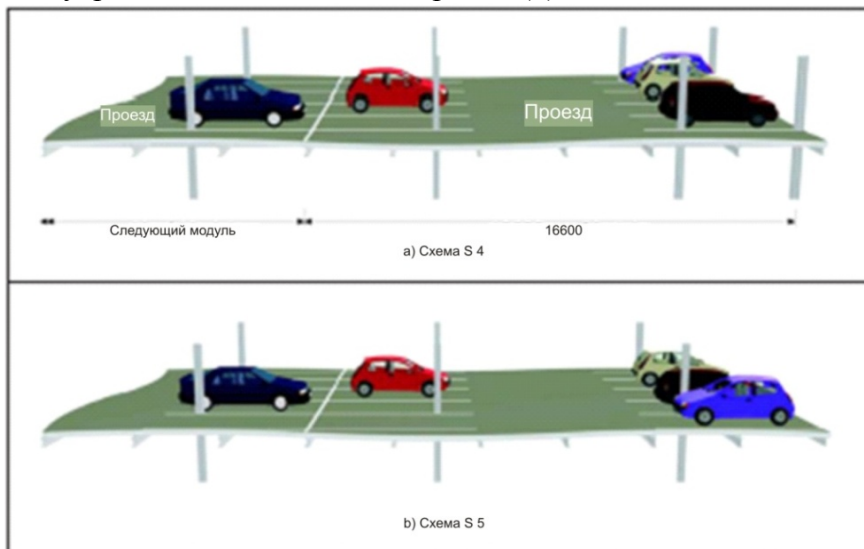 Проезд
Проезд
Следующий модуль
16600
а) Схема S 4
b) Схема S 5